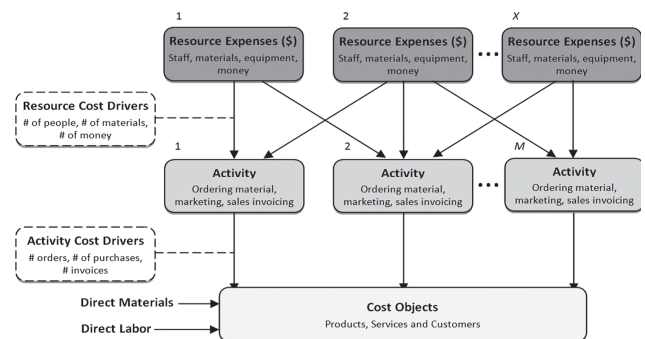 1
2
X
Resource Expenses ($)
Staff, materials, equipment,
money
Resource Expenses ($)
Staff, materials, equipment,
money
•••
Resource Expenses ($)
Staff, materials, equipment,
money
Resource Cost Drivers
# of people, # of materials,
# of money
1
2
M
Activity
Ordering material,
marketing, sales invoicing
Activity
Ordering material,
marketing, sales invoicing
•••
Activity
Ordering material,
marketing, sales invoicing
Activity Cost Drivers
# orders, # of purchases,
# invoices
Direct Materials
Direct Labor
Cost Objects
Products, Services and Customers